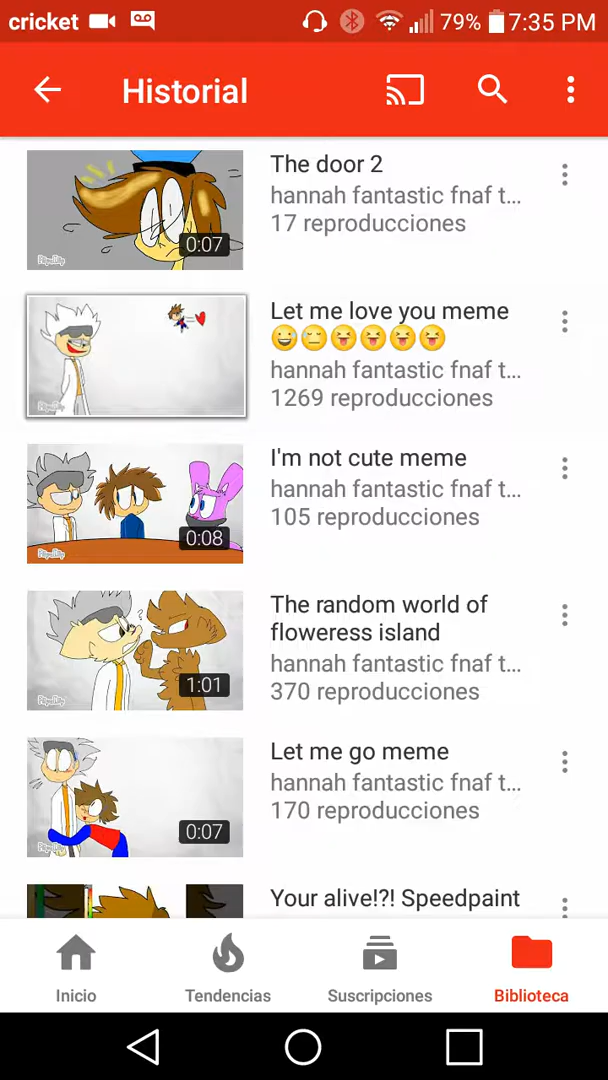 cricket 79% 7:35 PM
Historial
The door 2
hannah fantastic fnaf t...
17 reproducciones
0:07
Let me love you meme
😀😓😝😝😝😝
hannah fantastic fnaf t...
1269 reproducciones
I'm not cute meme
hannah fantastic fnaf t...
105 reproducciones
0:08
The random world of
floweress island
hannah fantastic fnaf t...
370 reproducciones
1:01
Let me go meme
hannah fantastic fnaf t...
170 reproducciones
0:07
Your alive!?! Speedpaint
Inicio Tendencias Suscripciones Biblioteca